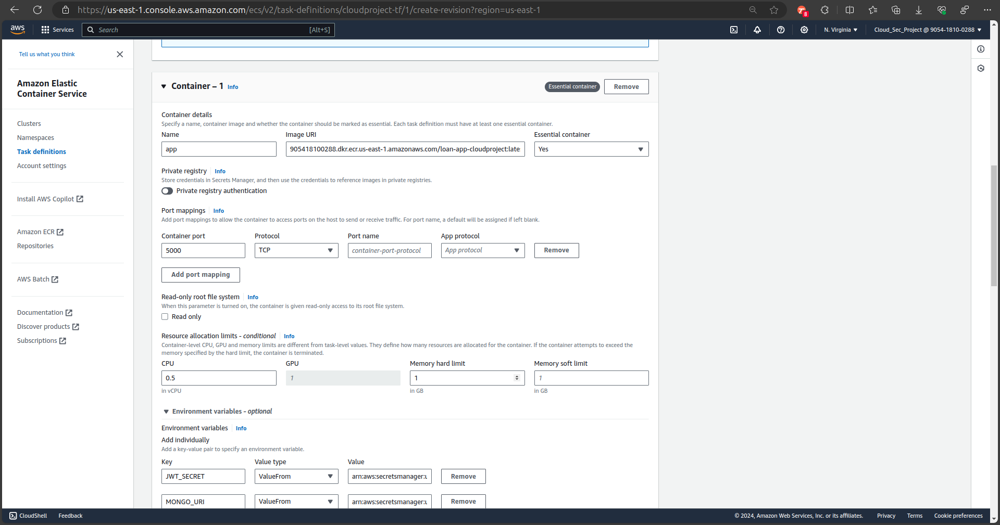 https://us-east-1.console.aws.amazon.com/ecs/v2/task-definitions/cloudproject-tf/1/create-revision?region=us-east-1
8
aws
Services
Search
[Alt+S]
N. Virginia
Cloud_Sec_Project @ 9054-1810-0288
Tell us what you think
Amazon Elastic
Container Service
Clusters
Namespaces
Task definitions
Account settings
Install AWS Copilot
Amazon ECR
Repositories
AWS Batch
Documentation
Discover products
Subscriptions
Container – 1 Info
Essential container
Remove
Container details
Specify a name, container image and whether the container should be marked as essential. Each task definition must have at least one essential container.
Name Image URI Essential container
app 905418100288.dkr.ecr.us-east-1.amazonaws.com/loan-app-cloudproject:late Yes
Private registry Info
Store credentials in Secrets Manager, and then use the credentials to reference images in private registries.
Private registry authentication
Port mappings Info
Add port mappings to allow the container to access ports on the host to send or receive traffic. For port name, a default will be assigned if left blank.
Container port Protocol Port name App protocol
5000 TCP container-port-protocol App protocol Remove
Add port mapping
Read-only root file system Info
When this parameter is turned on, the container is given read-only access to its root file system.
Read only
Resource allocation limits - conditional Info
Container-level CPU, GPU and memory limits are different from task-level values. They define how many resources are allocated for the container. If the container attempts to exceed the
memory specified by the hard limit, the container is terminated.
CPU GPU Memory hard limit Memory soft limit
0.5 1 1 1
in vCPU in GB in GB
Environment variables - optional
Environment variables Info
Add individually
Add a key-value pair to specify an environment variable.
Key Value type Value
JWT_SECRET ValueFrom arn:aws:secretsmanager:u Remove
MONGO_URI ValueFrom arn:aws:secretsmanager:u Remove
CloudShell Feedback © 2024, Amazon Web Services, Inc. or its affiliates. Privacy Terms Cookie preferences